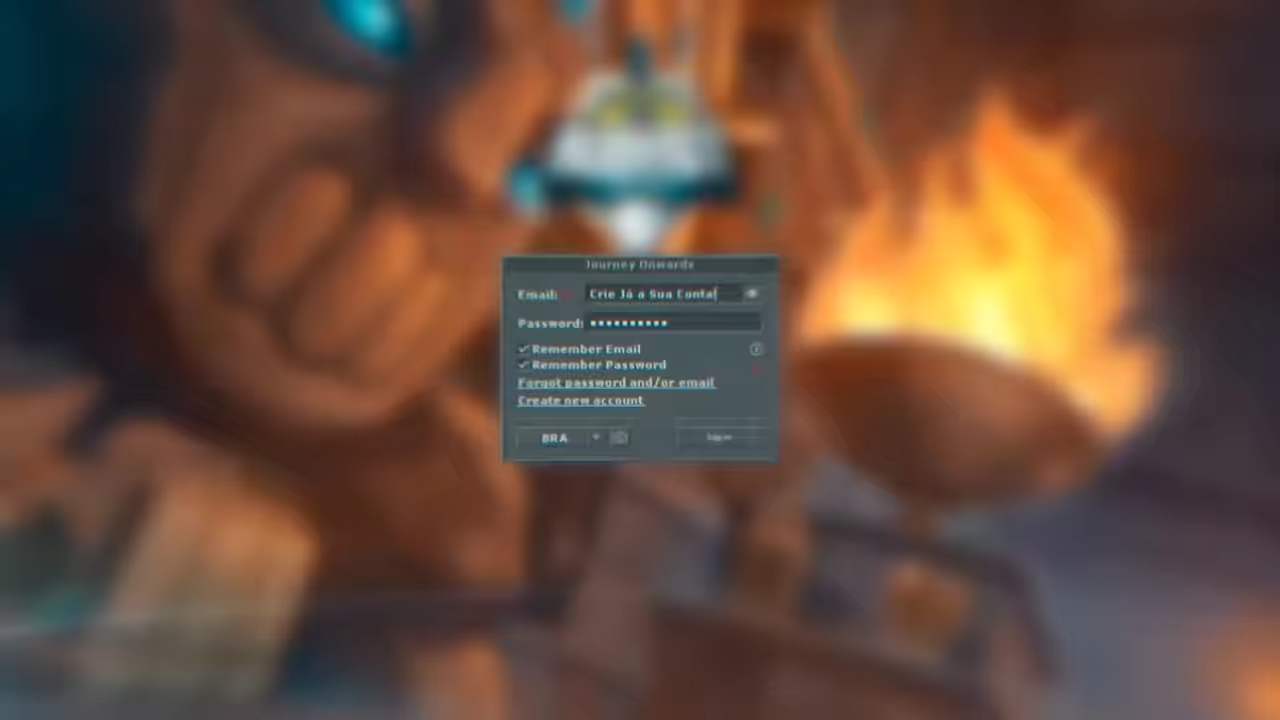 Journey Onwards
Email:
Crie Já a Sua Conta
Password:
Remember Email
Remember Password
Forgot password and/or email
Create new account
BRA